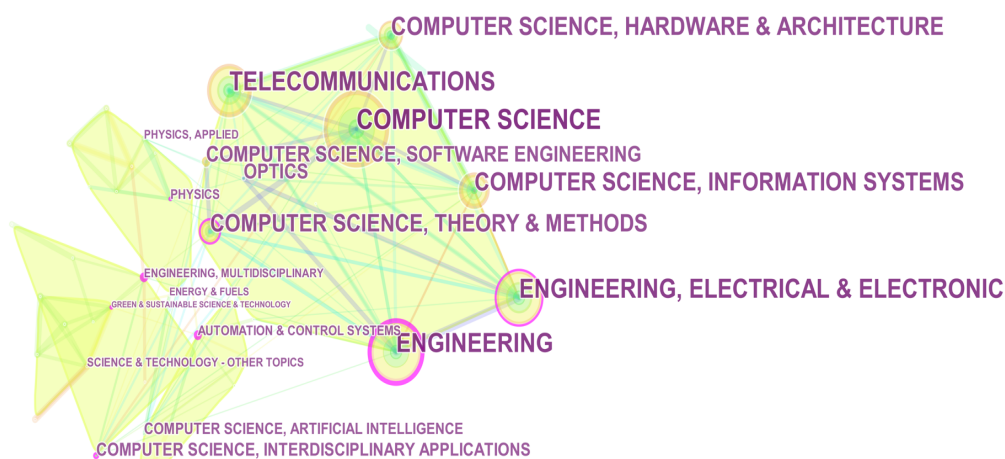 COMPUTER SCIENCE, HARDWARE & ARCHITECTURE
TELECOMMUNICATIONS
COMPUTER SCIENCE
PHYSICS, APPLIED
COMPUTER SCIENCE, SOFTWARE ENGINEERING
OPTICS
COMPUTER SCIENCE, INFORMATION SYSTEMS
PHYSICS
COMPUTER SCIENCE, THEORY & METHODS
ENGINEERING, MULTIDISCIPLINARY
ENERGY & FUELS
ENGINEERING, ELECTRICAL & ELECTRONIC
GREEN & SUSTAINABLE SCIENCE & TECHNOLOGY
AUTOMATION & CONTROL SYSTEMS
ENGINEERING
SCIENCE & TECHNOLOGY - OTHER TOPICS
COMPUTER SCIENCE, ARTIFICIAL INTELLIGENCE
COMPUTER SCIENCE, INTERDISCIPLINARY APPLICATIONS